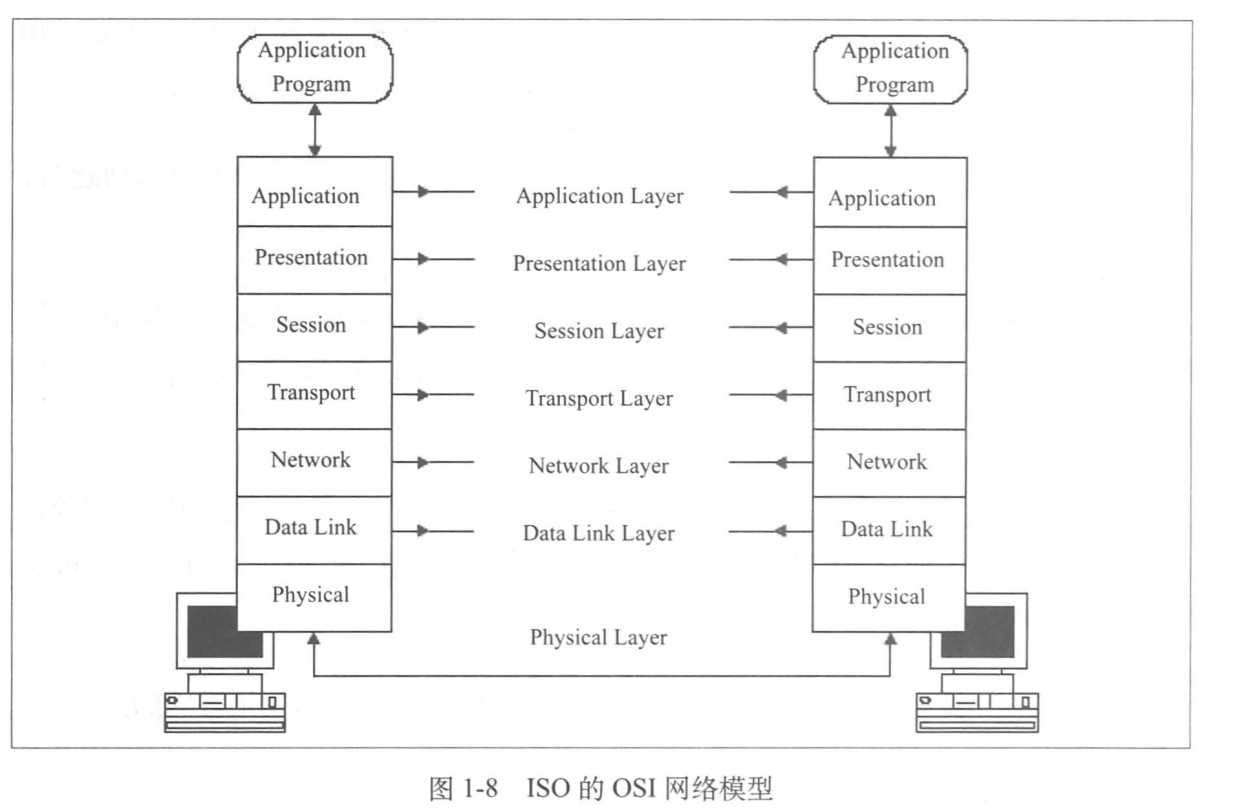 Application
Program
Application
Program
Application
Application Layer
Application
Presentation
Presentation Layer
Presentation
Session
Session Layer
Session
Transport
Transport Layer
Transport
Network
Network Layer
Network
Data Link
Data Link Layer
Data Link
Physical
Physical
Physical Layer
图 1-8 ISO 的 OSI 网络模型